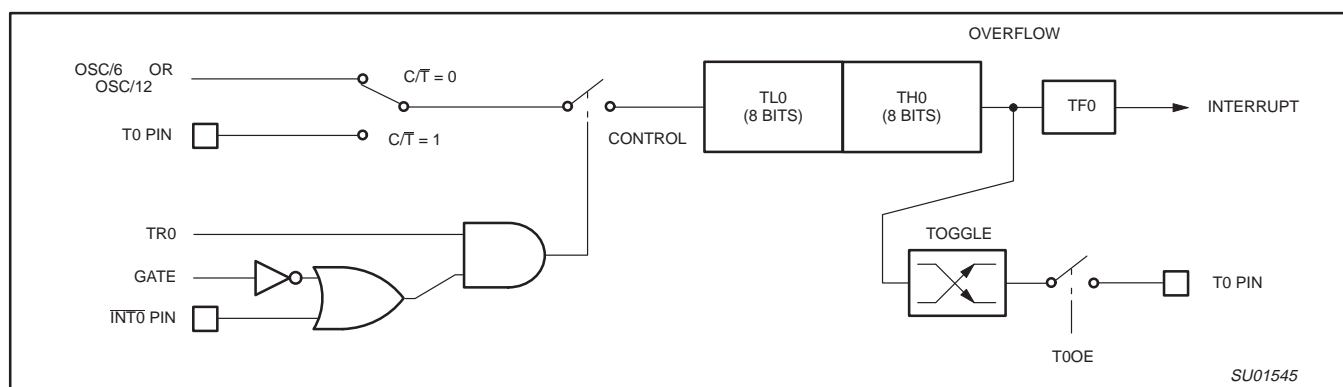 OVERFLOW
OSC/6 OR
OSC/12
C/T̅ = 0
TL0
(8 BITS)
TH0
(8 BITS)
TF0
INTERRUPT
T0 PIN
C/T̅ = 1
CONTROL
TR0
TOGGLE
GATE
T0 PIN
I̅N̅T̅0̅ PIN
T0OE
SU01545